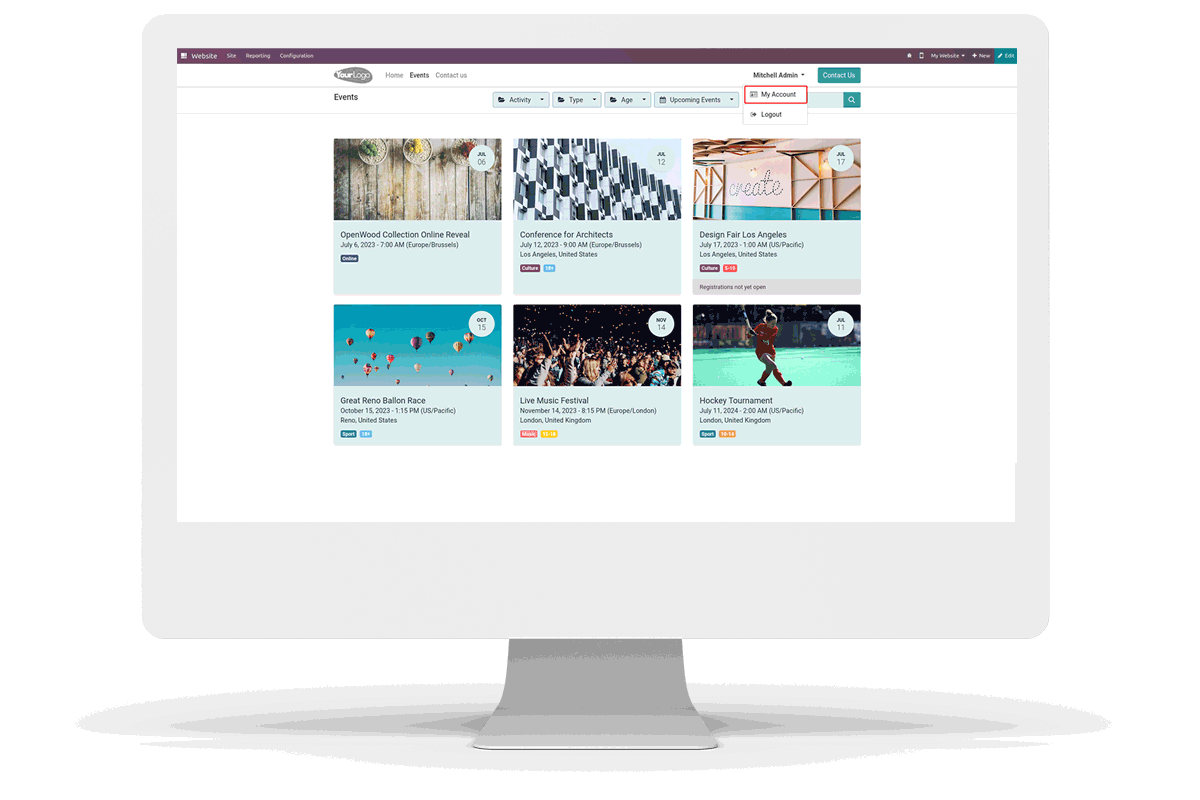 Website Site Reporting Configuration My Website New Edit
YourLogo Home Events Contact us Mitchell Admin Contact Us
Events Activity Type Age Upcoming Events My Account
Logout
JUL
06
JUL
12
JUL
17
create
OpenWood Collection Online Reveal
July 6, 2023 - 7:00 AM (Europe/Brussels)
Online
Conference for Architects
July 12, 2023 - 9:00 AM (Europe/Brussels)
Los Angeles, United States
Culture 18+
Design Fair Los Angeles
July 17, 2023 - 1:00 AM (US/Pacific)
Los Angeles, United States
Culture 5-10
Registrations not yet open
OCT
15
NOV
14
JUL
11
Great Reno Ballon Race
October 15, 2023 - 1:15 PM (US/Pacific)
Reno, United States
Sport 18+
Live Music Festival
November 14, 2023 - 8:15 PM (Europe/London)
London, United Kingdom
Music 15-18
Hockey Tournament
July 11, 2024 - 2:00 AM (US/Pacific)
London, United Kingdom
Sport 10-14